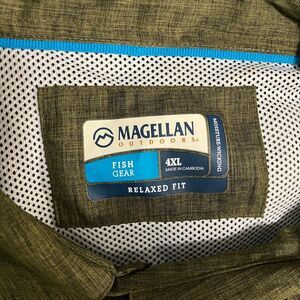 MAGELLAN
OUTDOORS
FISH
GEAR
4XL
MADE IN CAMBODIA
RELAXED FIT
MOISTURE-WICKING